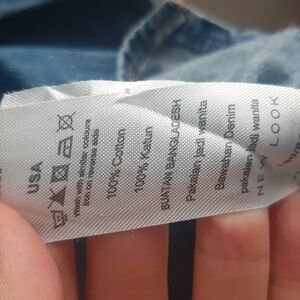 USA
wash with similar colours
iron on reverse side
100% Cotton
100% Katun
BUATAN BANGLADESH
Pakaian jadi wanita
Bawahan Denim
pakaian jadi wanita
NEW LOOK